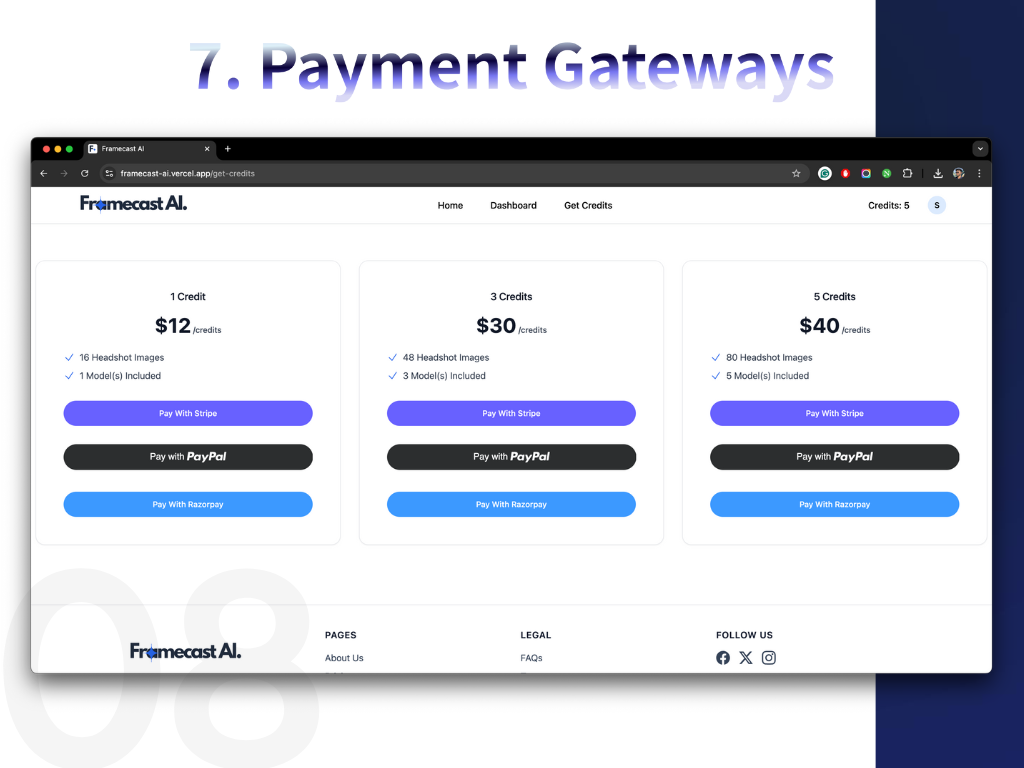 7. Payment Gateways
Framecast AI
framecast-ai.vercel.app/get-credits
Framecast AI.
Home
Dashboard
Get Credits
Credits: 5
S
1 Credit
$12 /credits
16 Headshot Images
1 Model(s) Included
Pay With Stripe
Pay with PayPal
Pay With Razorpay
3 Credits
$30 /credits
48 Headshot Images
3 Model(s) Included
Pay With Stripe
Pay with PayPal
Pay With Razorpay
5 Credits
$40 /credits
80 Headshot Images
5 Model(s) Included
Pay With Stripe
Pay with PayPal
Pay With Razorpay
Framecast AI.
PAGES
About Us
LEGAL
FAQs
FOLLOW US
08